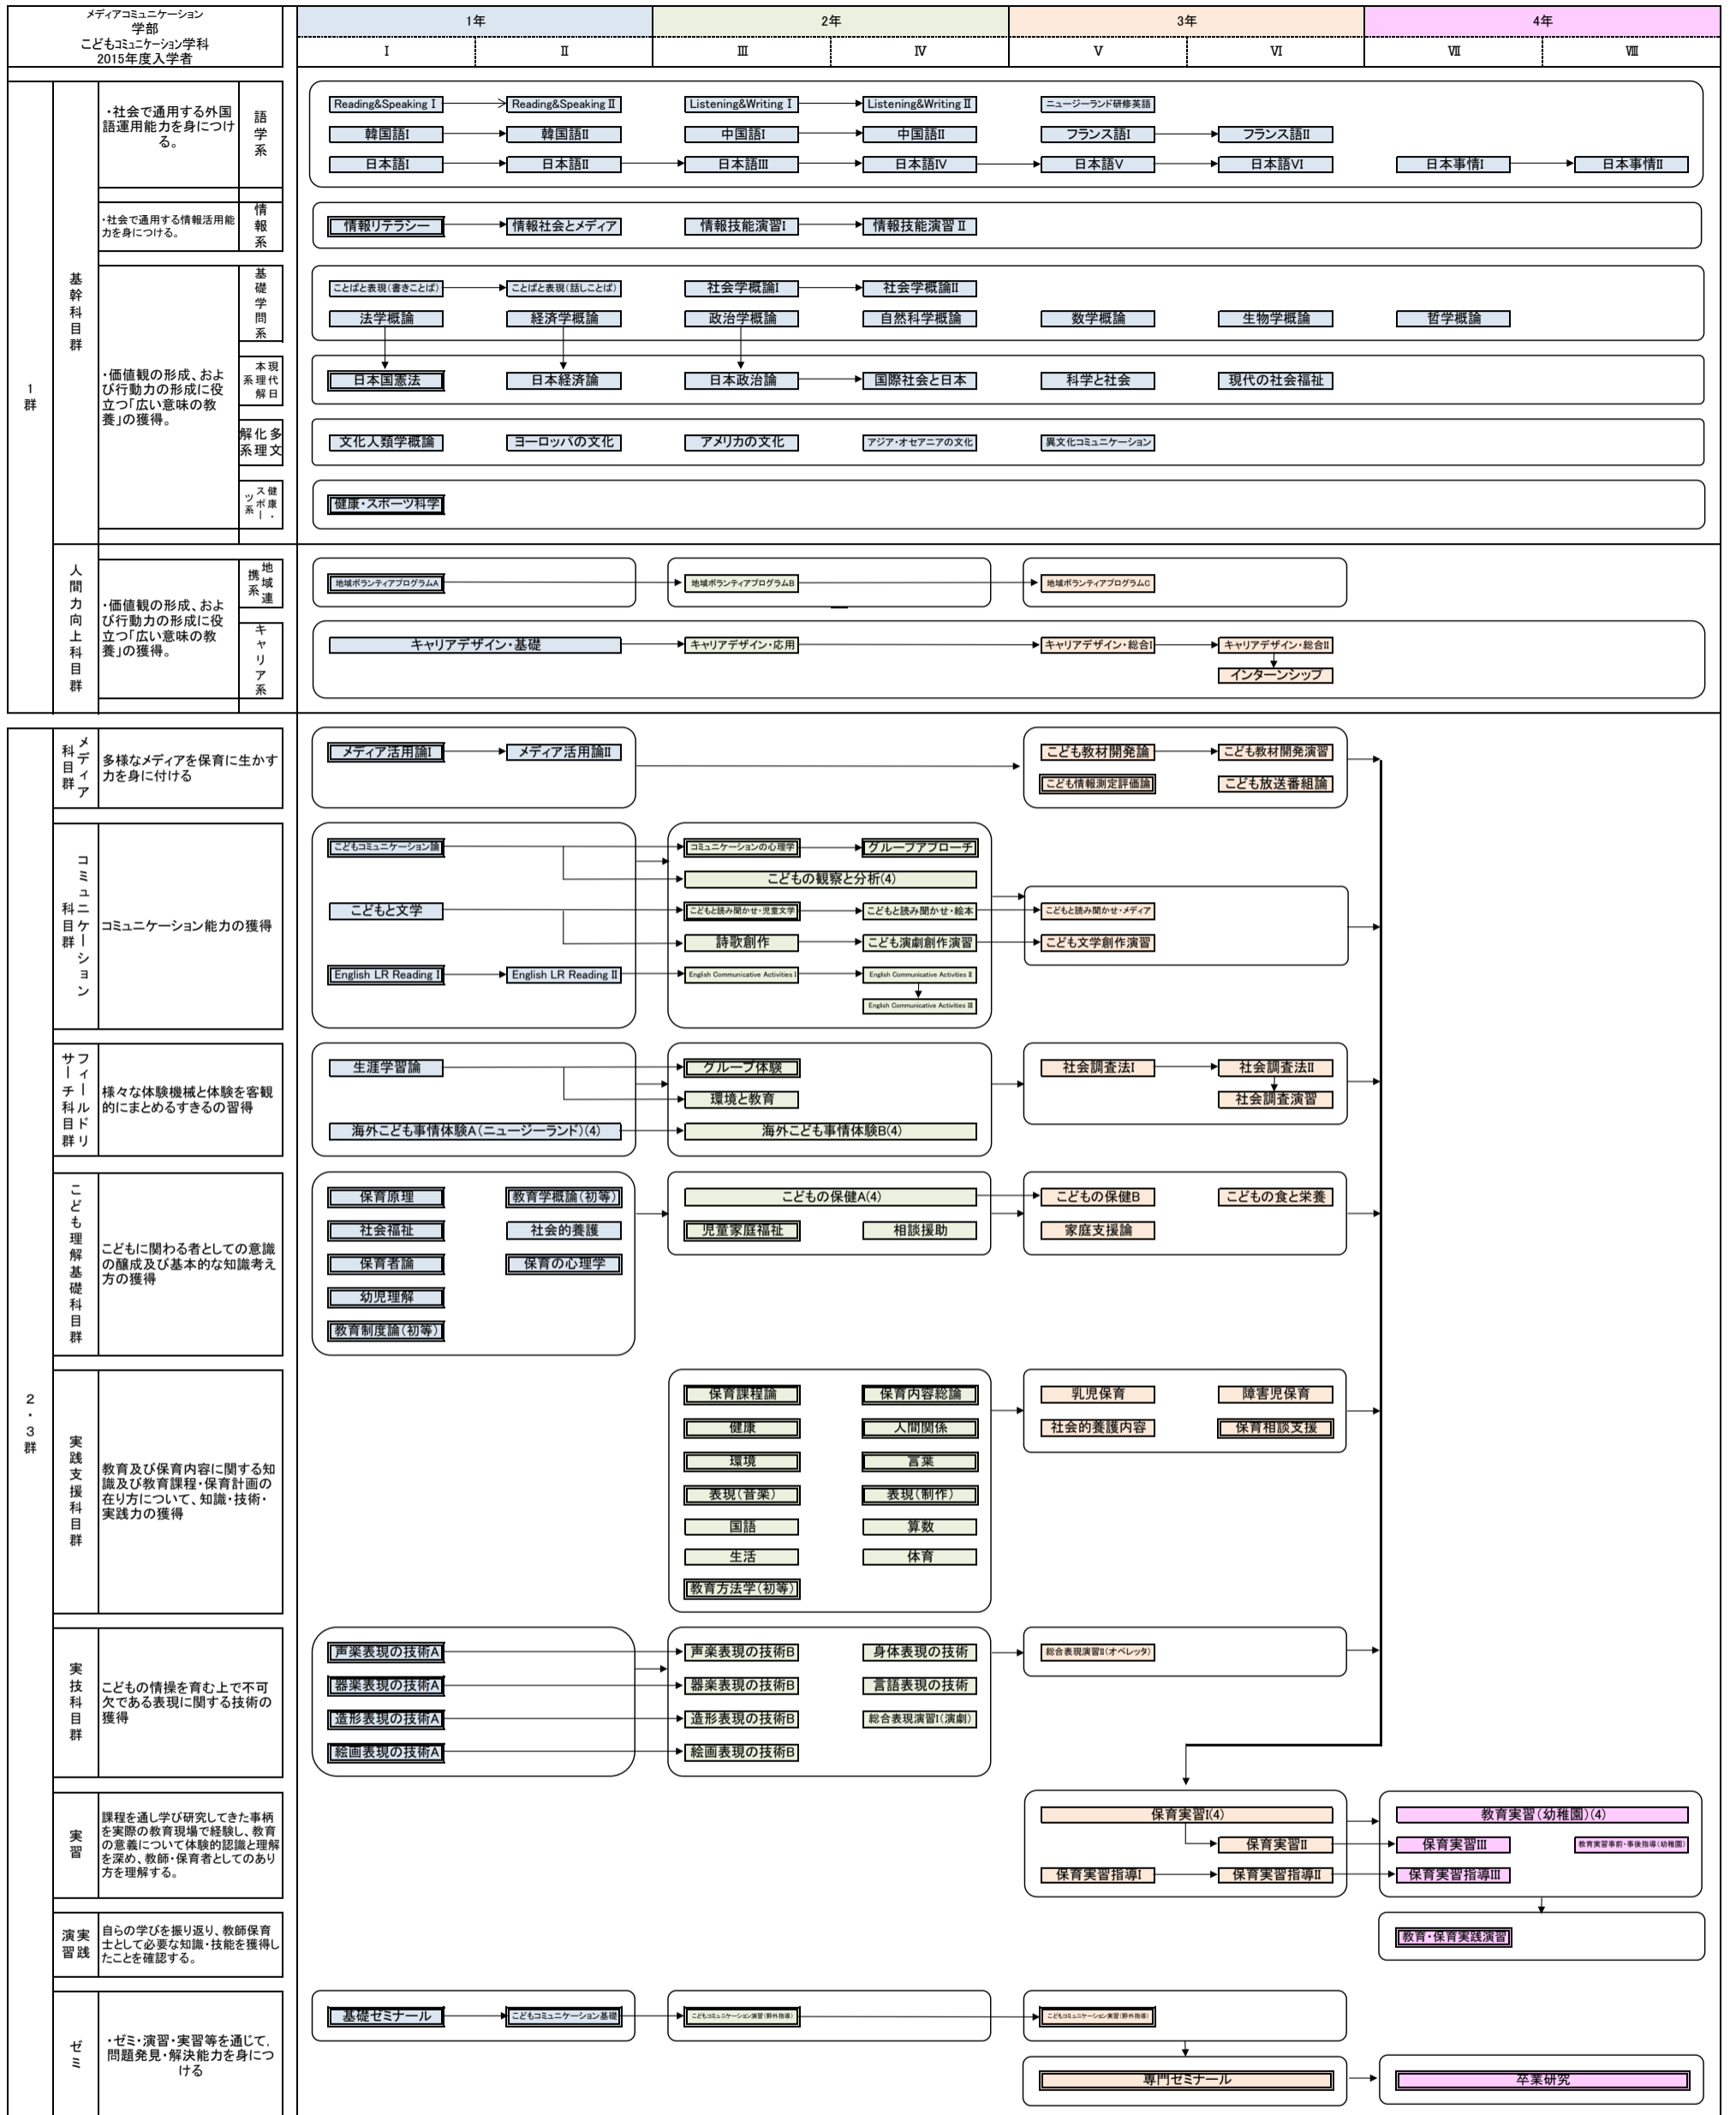 メディアコミュニケーション
学部
こどもコミュニケーション学科
2015年度入学者
1年
2年
3年
4年
Ⅰ
Ⅱ
Ⅲ
Ⅳ
Ⅴ
Ⅵ
Ⅶ
Ⅷ
1群
基幹科目群
・社会で通用する外国
語運用能力を身につけ
る。
語学系
Reading&Speaking Ⅰ
Reading&Speaking Ⅱ
Listening&Writing Ⅰ
Listening&Writing Ⅱ
ニュージーランド研修英語
韓国語Ⅰ
韓国語Ⅱ
中国語Ⅰ
中国語Ⅱ
フランス語Ⅰ
フランス語Ⅱ
日本語Ⅰ
日本語Ⅱ
日本語Ⅲ
日本語Ⅳ
日本語Ⅴ
日本語Ⅵ
日本事情Ⅰ
日本事情Ⅱ
・社会で通用する情報活用能
力を身につける。
情報系
情報リテラシー
情報社会とメディア
情報技能演習Ⅰ
情報技能演習Ⅱ
・価値観の形成、およ
び行動力の形成に役
立つ「広い意味の教
養」の獲得。
基礎学問系
ことばと表現(書きことば)
ことばと表現(話しことば)
社会学概論Ⅰ
社会学概論Ⅱ
法学概論
経済学概論
政治学概論
自然科学概論
数学概論
生物学概論
哲学概論
現代日本理解系
日本国憲法
日本経済論
日本政治論
国際社会と日本
科学と社会
現代の社会福祉
多文化理解系
文化人類学概論
ヨーロッパの文化
アメリカの文化
アジア・オセアニアの文化
異文化コミュニケーション
健康・スポーツ系
健康・スポーツ科学
人間力向上科目群
・価値観の形成、およ
び行動力の形成に役
立つ「広い意味の教
養」の獲得。
地域連携系
地域ボランティアプログラムA
地域ボランティアプログラムB
地域ボランティアプログラムC
キャリア系
キャリアデザイン・基礎
キャリアデザイン・応用
キャリアデザイン・総合Ⅰ
キャリアデザイン・総合Ⅱ
インターンシップ
2・3群
メディア科目群
多様なメディアを保育に生かす
力を身に付ける
メディア活用論Ⅰ
メディア活用論Ⅱ
こども教材開発論
こども教材開発演習
こども情報測定評価論
こども放送番組論
コミュニケーション科目群
コミュニケーション能力の獲得
こどもコミュニケーション論
コミュニケーションの心理学
グループアプローチ
こどもの観察と分析(4)
こどもと文学
こどもと読み聞かせ・児童文学
こどもと読み聞かせ・絵本
こどもと読み聞かせ・メディア
詩歌創作
こども演劇創作演習
こども文学創作演習
English LR Reading Ⅰ
English LR Reading Ⅱ
English Communicative Activities Ⅰ
English Communicative Activities Ⅱ
English Communicative Activities Ⅲ
フィールドリサーチ科目群
様々な体験機械と体験を客観
的にまとめるすきるの習得
生涯学習論
グループ体験
社会調査法Ⅰ
社会調査法Ⅱ
環境と教育
社会調査演習
海外こども事情体験A(ニュージーランド)(4)
海外こども事情体験B(4)
こども理解基礎科目群
こどもに関わる者としての意識
の醸成及び基本的な知識考え
方の獲得
保育原理
教育学概論(初等)
こどもの保健A(4)
こどもの保健B
こどもの食と栄養
社会福祉
社会的養護
児童家庭福祉
相談援助
家庭支援論
保育者論
保育の心理学
幼児理解
教育制度論(初等)
実践支援科目群
教育及び保育内容に関する知
識及び教育課程・保育計画の
在り方について、知識・技術・
実践力の獲得
保育課程論
保育内容総論
乳児保育
障害児保育
健康
人間関係
社会的養護内容
保育相談支援
環境
言葉
表現(音楽)
表現(制作)
国語
算数
生活
体育
教育方法学(初等)
実技科目群
こどもの情操を育む上で不可
欠である表現に関する技術の
獲得
声楽表現の技術A
声楽表現の技術B
身体表現の技術
総合表現演習Ⅱ(オペレッタ)
器楽表現の技術A
器楽表現の技術B
言語表現の技術
造形表現の技術A
造形表現の技術B
総合表現演習Ⅰ(演劇)
絵画表現の技術A
絵画表現の技術B
実習
課程を通し学び研究してきた事柄
を実際の教育現場で経験し、教育
の意義について体験的認識と理解
を深め、教師・保育者としてのあり
方を理解する。
保育実習Ⅰ(4)
教育実習(幼稚園)(4)
保育実習Ⅱ
保育実習Ⅲ
教育実習事前・事後指導(幼稚園)
保育実習指導Ⅰ
保育実習指導Ⅱ
保育実習指導Ⅲ
実践演習
自らの学びを振り返り、教師保育
士として必要な知識・技能を獲得し
たことを確認する。
教育・保育実践演習
ゼミ
・ゼミ・演習・実習等を通じて、
問題発見・解決能力を身につ
ける
基礎ゼミナール
こどもコミュニケーション基礎
こどもコミュニケーション演習(野外指導)
こどもコミュニケーション実習(野外指導)
専門ゼミナール
卒業研究